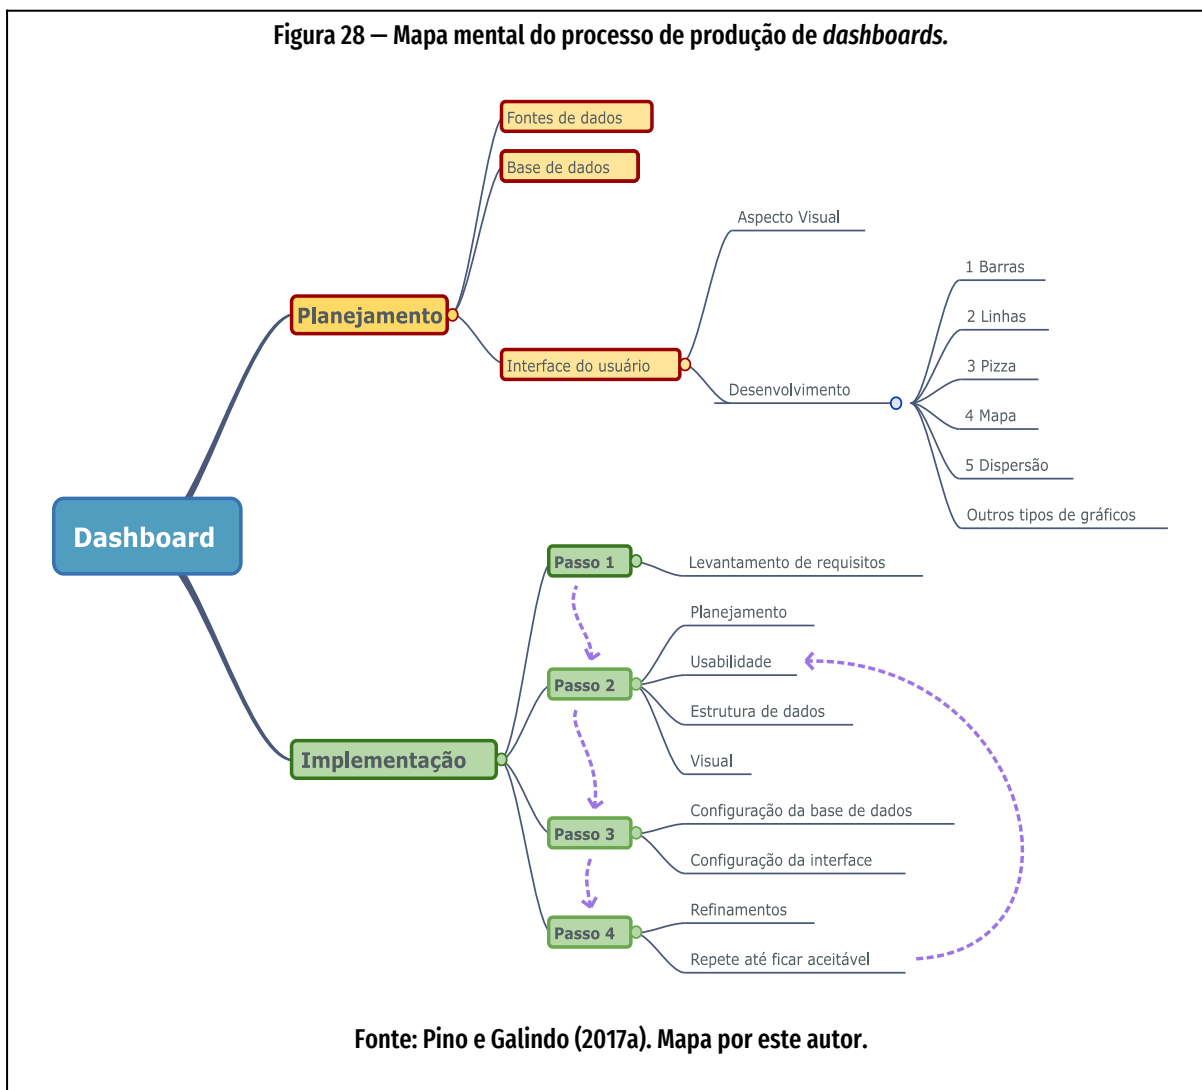 Figura 28 — Mapa mental do processo de produção de dashboards.
Dashboard
Planejamento
Fontes de dados
Base de dados
Interface do usuário
Aspecto Visual
Desenvolvimento
1 Barras
2 Linhas
3 Pizza
4 Mapa
5 Dispersão
Outros tipos de gráficos
Implementação
Passo 1
Levantamento de requisitos
Passo 2
Planejamento
Usabilidade
Estrutura de dados
Visual
Passo 3
Configuração da base de dados
Configuração da interface
Passo 4
Refinamentos
Repete até ficar aceitável
Fonte: Pino e Galindo (2017a). Mapa por este autor.